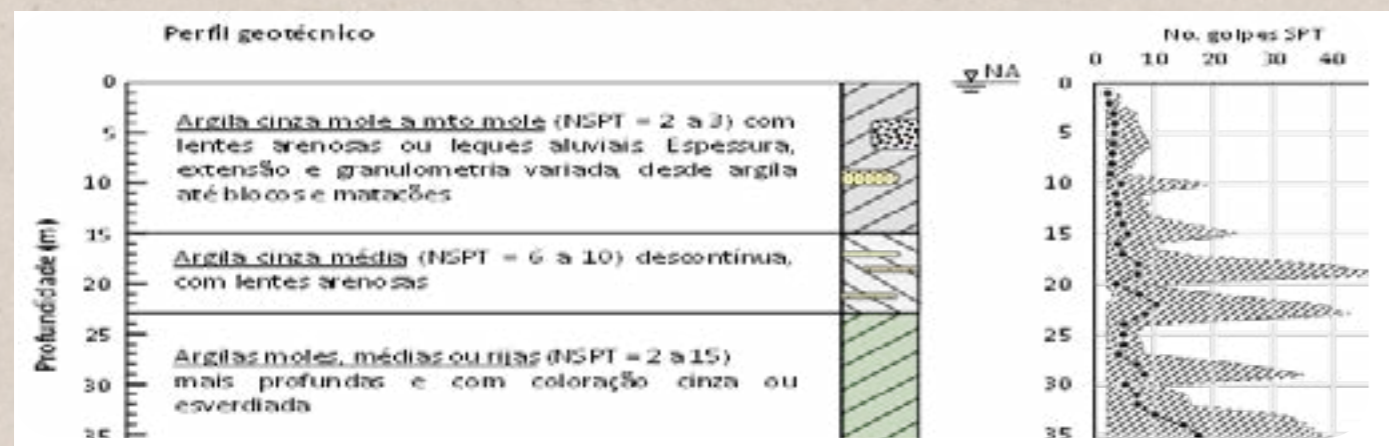 Perfil geotécnico
No. golpes SPT
0 10 20 30 40
NA
0
Argila cinza mole a mto mole (NSPT = 2 a 3) com
lentes arenosas ou leques aluviais. Espessura,
extensão e granulometria variada, desde argila
até blocos e matacões
5
10
15
Argila cinza média (NSPT = 6 a 10) descontínua,
com lentes arenosas
20
25
Argilas moles, médias ou rijas (NSPT = 2 a 15)
mais profundas e com coloração cinza ou
esverdiada
30
35
Profundidade (m)
0
5
10
15
20
25
30
35